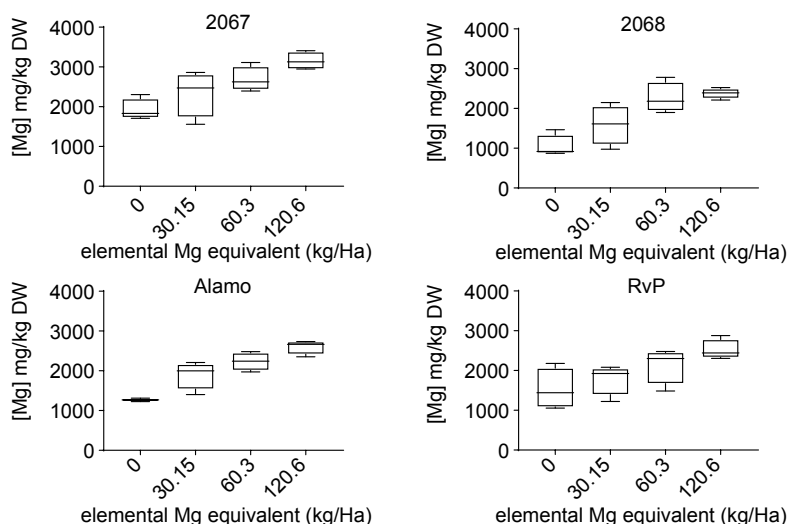 2067
[Mg] mg/kg DW
4000
3000
2000
1000
0
0 30.15 60.3 120.6
elemental Mg equivalent (kg/Ha)
2068
[Mg] mg/kg DW
4000
3000
2000
1000
0
0 30.15 60.3 120.6
elemental Mg equivalent (kg/Ha)
Alamo
[Mg] mg/kg DW
4000
3000
2000
1000
0
0 30.15 60.3 120.6
elemental Mg equivalent (kg/Ha)
RvP
[Mg] mg/kg DW
4000
3000
2000
1000
0
0 30.15 60.3 120.6
elemental Mg equivalent (kg/Ha)